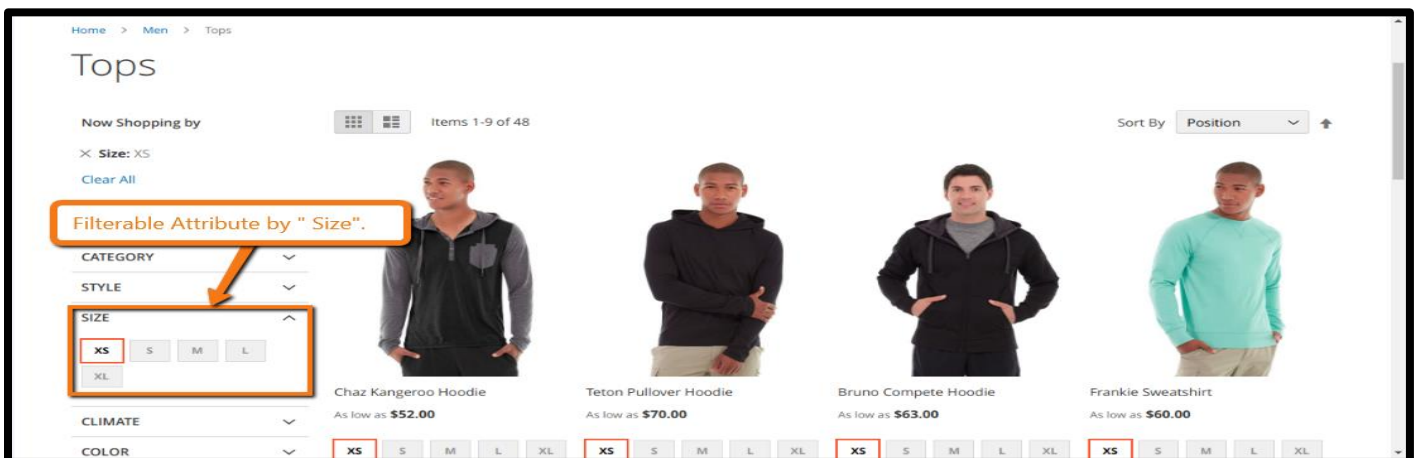 Home > Men > Tops
Tops
Now Shopping by
Items 1-9 of 48
Sort By Position
Size: XS
Clear All
Filterable Attribute by " Size".
CATEGORY
STYLE
SIZE
XS S M L
XL
CLIMATE
COLOR
Chaz Kangeroo Hoodie
As low as $52.00
XS S M L XL
Teton Pullover Hoodie
As low as $70.00
XS S M L XL
Bruno Compete Hoodie
As low as $63.00
XS S M L XL
Frankie Sweatshirt
As low as $60.00
XS S M L XL